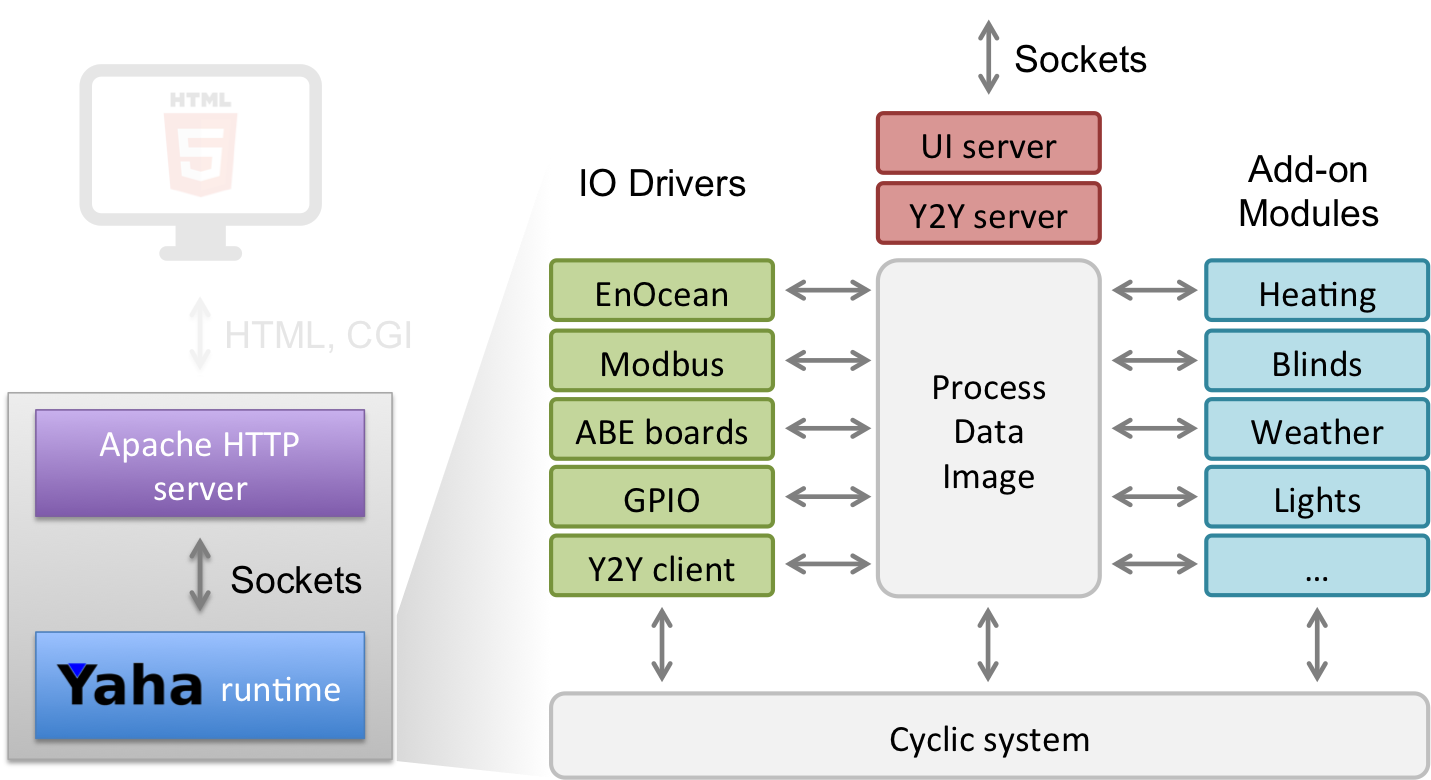 HTML
5
HTML, CGI
Apache HTTP
server
Sockets
Yaha runtime
Sockets
UI server
Y2Y server
IO Drivers
EnOcean
Modbus
ABE boards
GPIO
Y2Y client
Process
Data
Image
Add-on
Modules
Heating
Blinds
Weather
Lights
...
Cyclic system